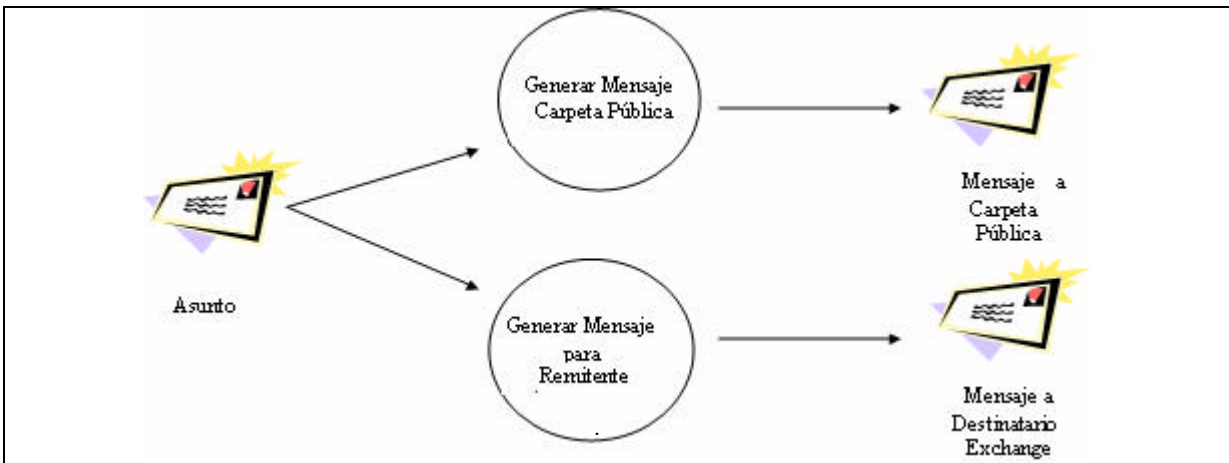 Generar Mensaje
Carpeta Pública
Mensaje a
Carpeta
Pública
Asunto
Generar Mensaje
para
Remitente
Mensaje a
Destinatario
Exchange